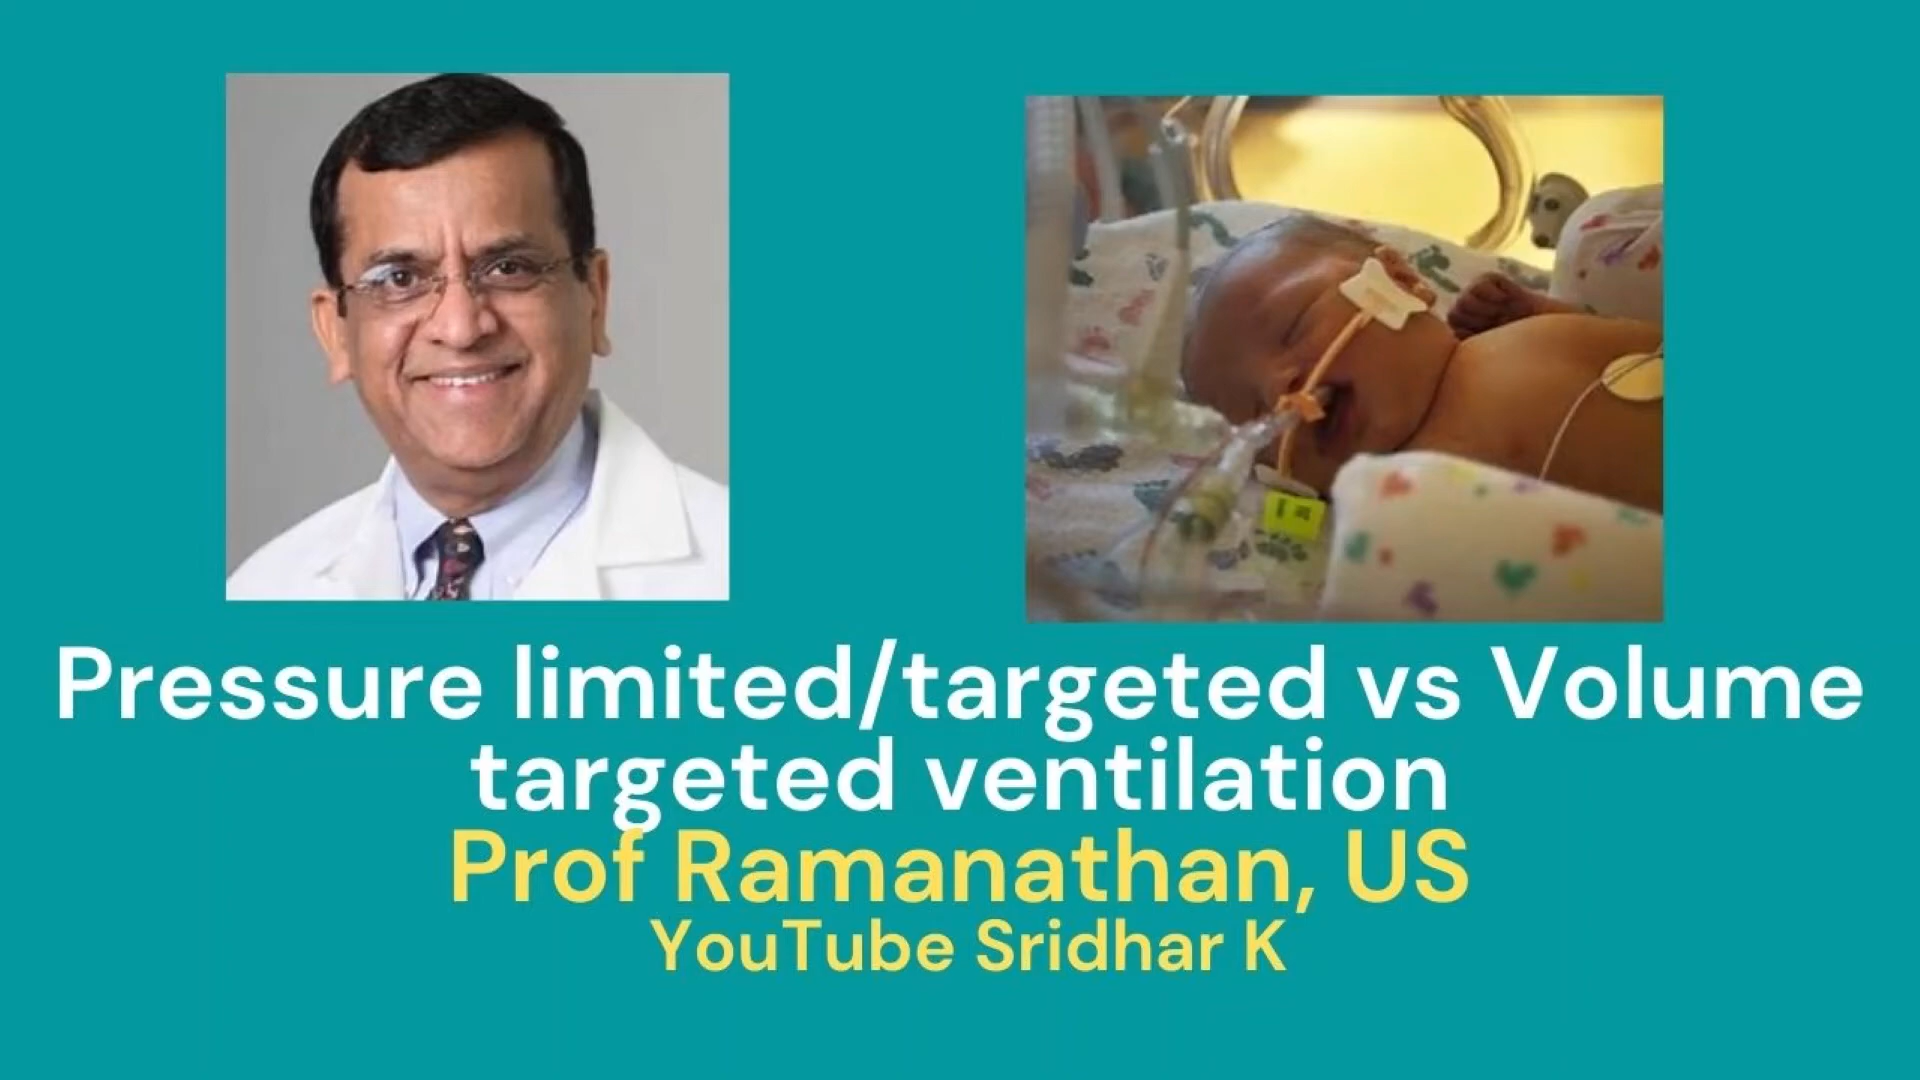 Pressure limited/targeted vs Volume
targeted ventilation
Prof Ramanathan, US
YouTube Sridhar K